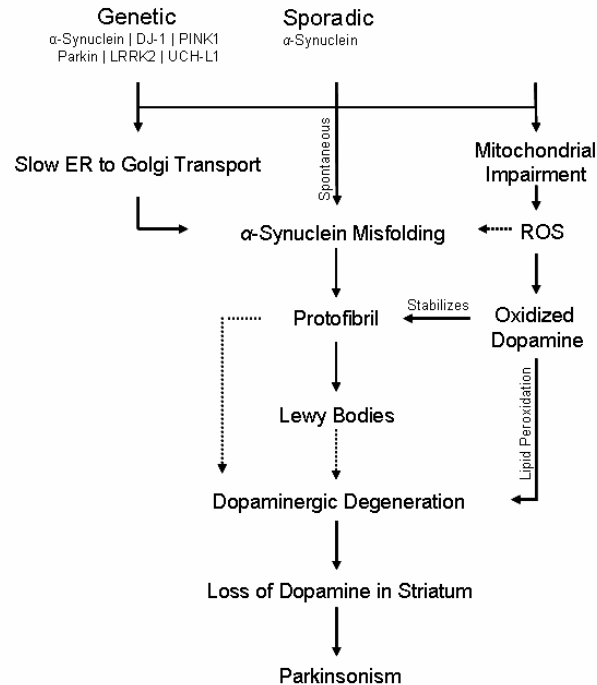 Genetic
α-Synuclein | DJ-1 | PINK1
Parkin | LRRK2 | UCH-L1
Sporadic
α-Synuclein
Slow ER to Golgi Transport
Spontaneous
Mitochondrial
Impairment
α-Synuclein Misfolding
ROS
Protofibril
Stabilizes
Oxidized
Dopamine
Lewy Bodies
Lipid Peroxidation
Dopaminergic Degeneration
Loss of Dopamine in Striatum
Parkinsonism